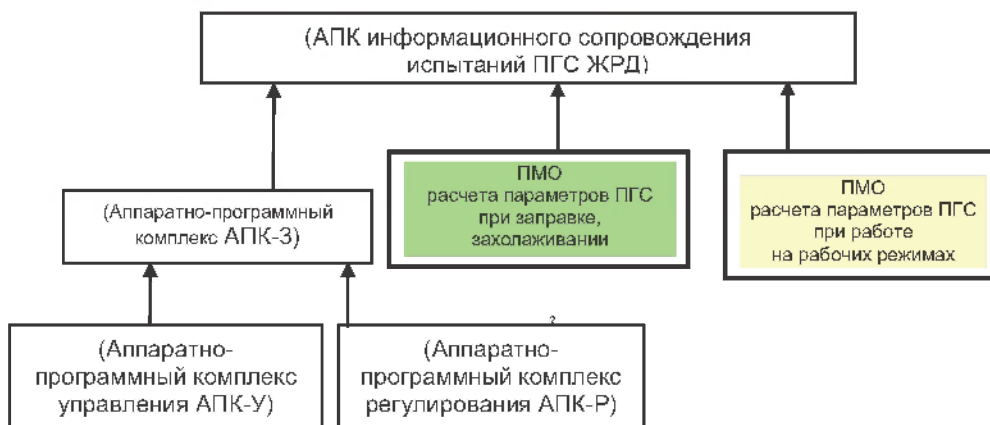 (АПК информационного сопровождения
испытаний ПГС ЖРД)
ПМО
расчета параметров ПГС
при заправке,
захолаживании
ПМО
расчета параметров ПГС
при работе
на рабочих режимах
(Аппаратно-программный
комплекс АПК-З)
?
(Аппаратно-
программный комплекс
управления АПК-У)
(Аппаратно-
программный комплекс
регулирования АПК-Р)